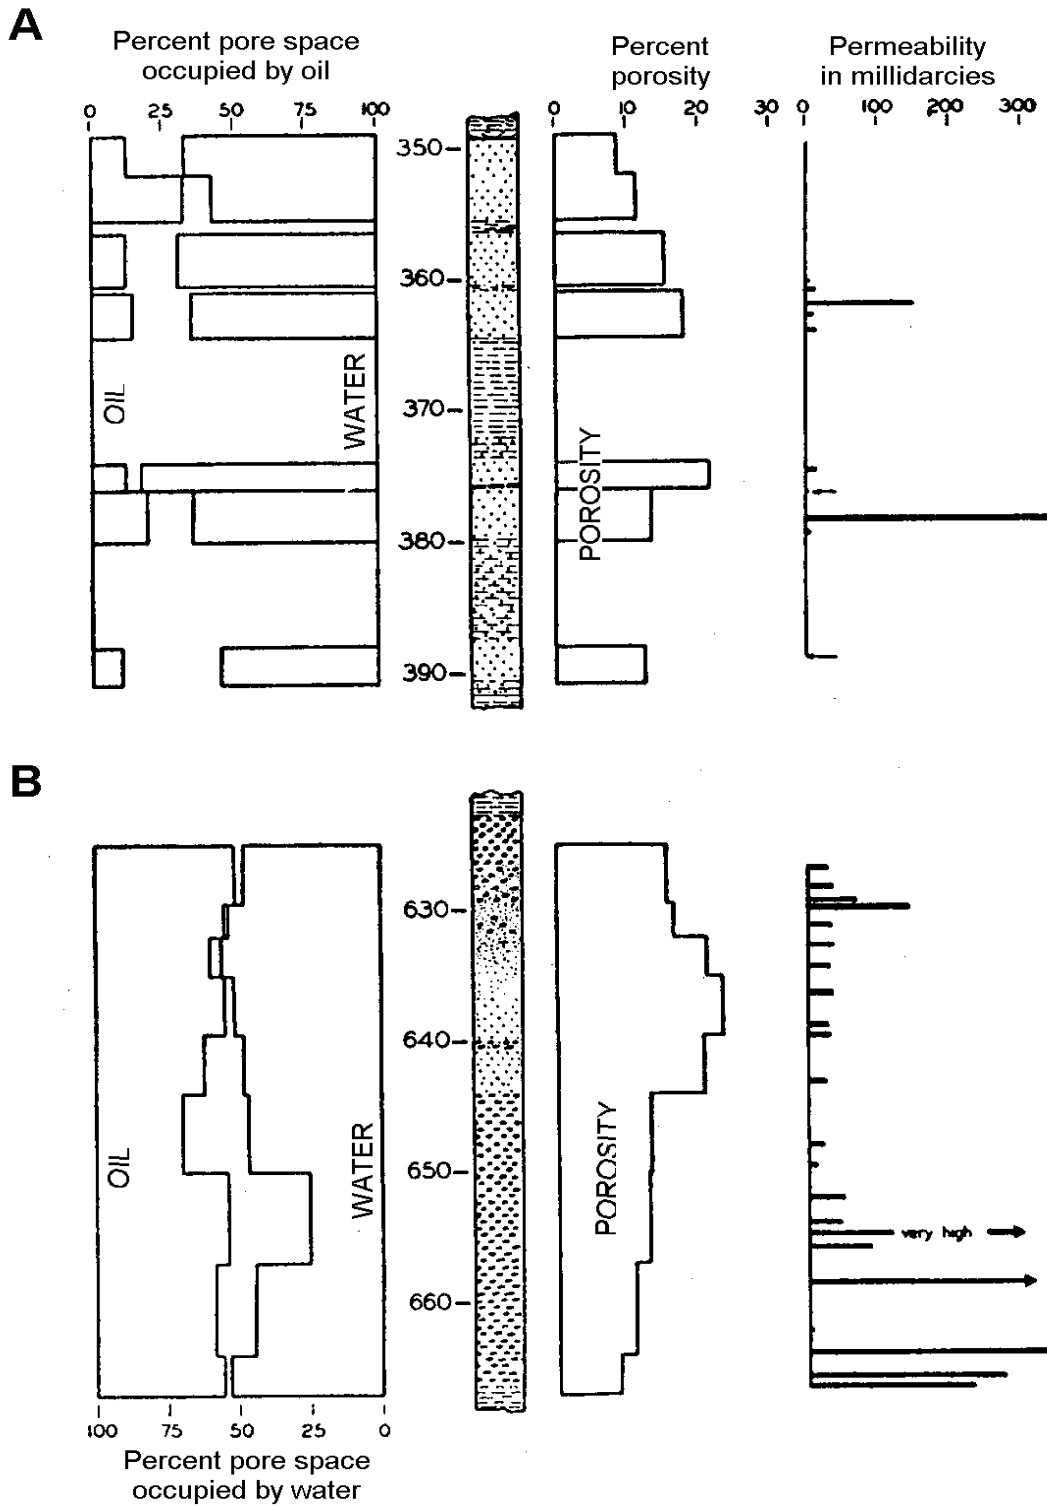 A
Percent pore space
occupied by oil
Percent
porosity
Permeability
in millidarcies
0 25 50 75 100
0 10 20 30
0 100 200 300
350
360
370
380
390
OIL
WATER
POROSITY
B
630
640
650
660
OIL
WATER
POROSITY
very high
100 75 50 25 0
Percent pore space
occupied by water